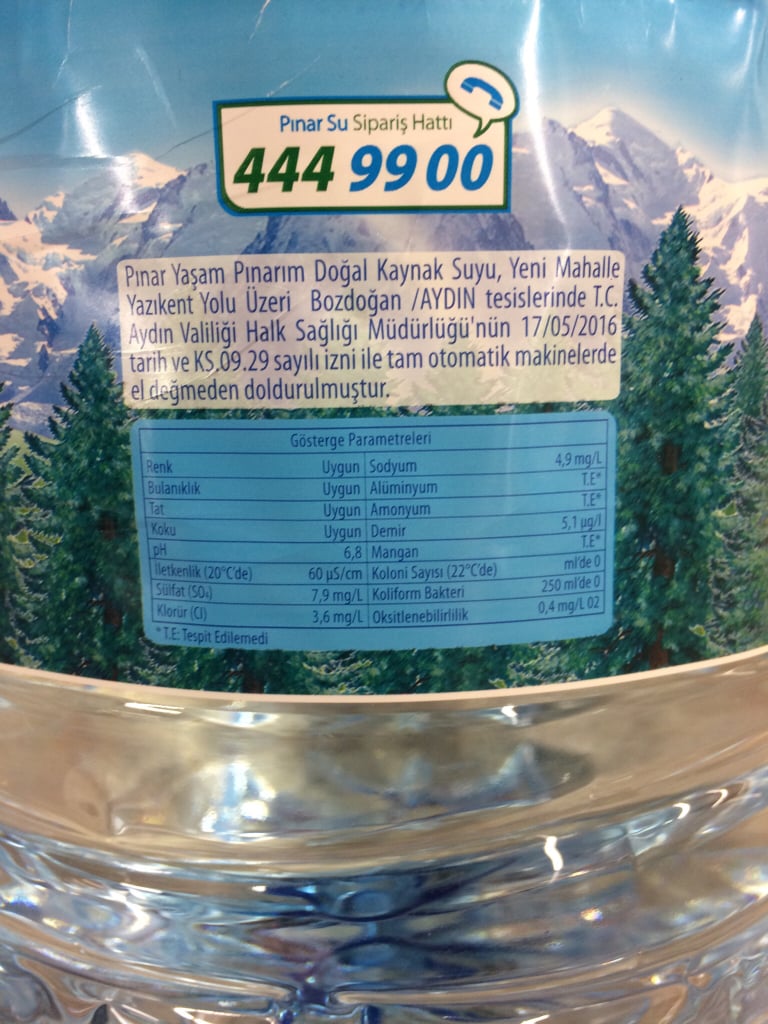 Pınar Su Sipariş Hattı
444 99 00
Pınar Yaşam Pınarım Doğal Kaynak Suyu, Yeni Mahalle
Yazıkent Yolu Üzeri Bozdoğan /AYDIN tesislerinde T.C.
Aydın Valiliği Halk Sağlığı Müdürlüğü'nün 17/05/2016
tarih ve KS.09.29 sayılı izni ile tam otomatik makinelerde
el değmeden doldurulmuştur.
Gösterge Parametreleri
Renk Uygun Sodyum 4,9 mg/L
Bulanıklık Uygun Alüminyum T.E*
Tat Uygun Amonyum T.E*
Koku Uygun Demir 5,1 µg/l
pH 6,8 Mangan T.E*
İletkenlik (20°C'de) 60 µS/cm Koloni Sayısı (22°C'de) ml'de 0
Sülfat (SO₄) 7,9 mg/L Koliform Bakteri 250 ml'de 0
Klorür (Cl) 3,6 mg/L Oksitlenebilirlilik 0,4 mg/L O2
*T.E: Tespit Edilemedi